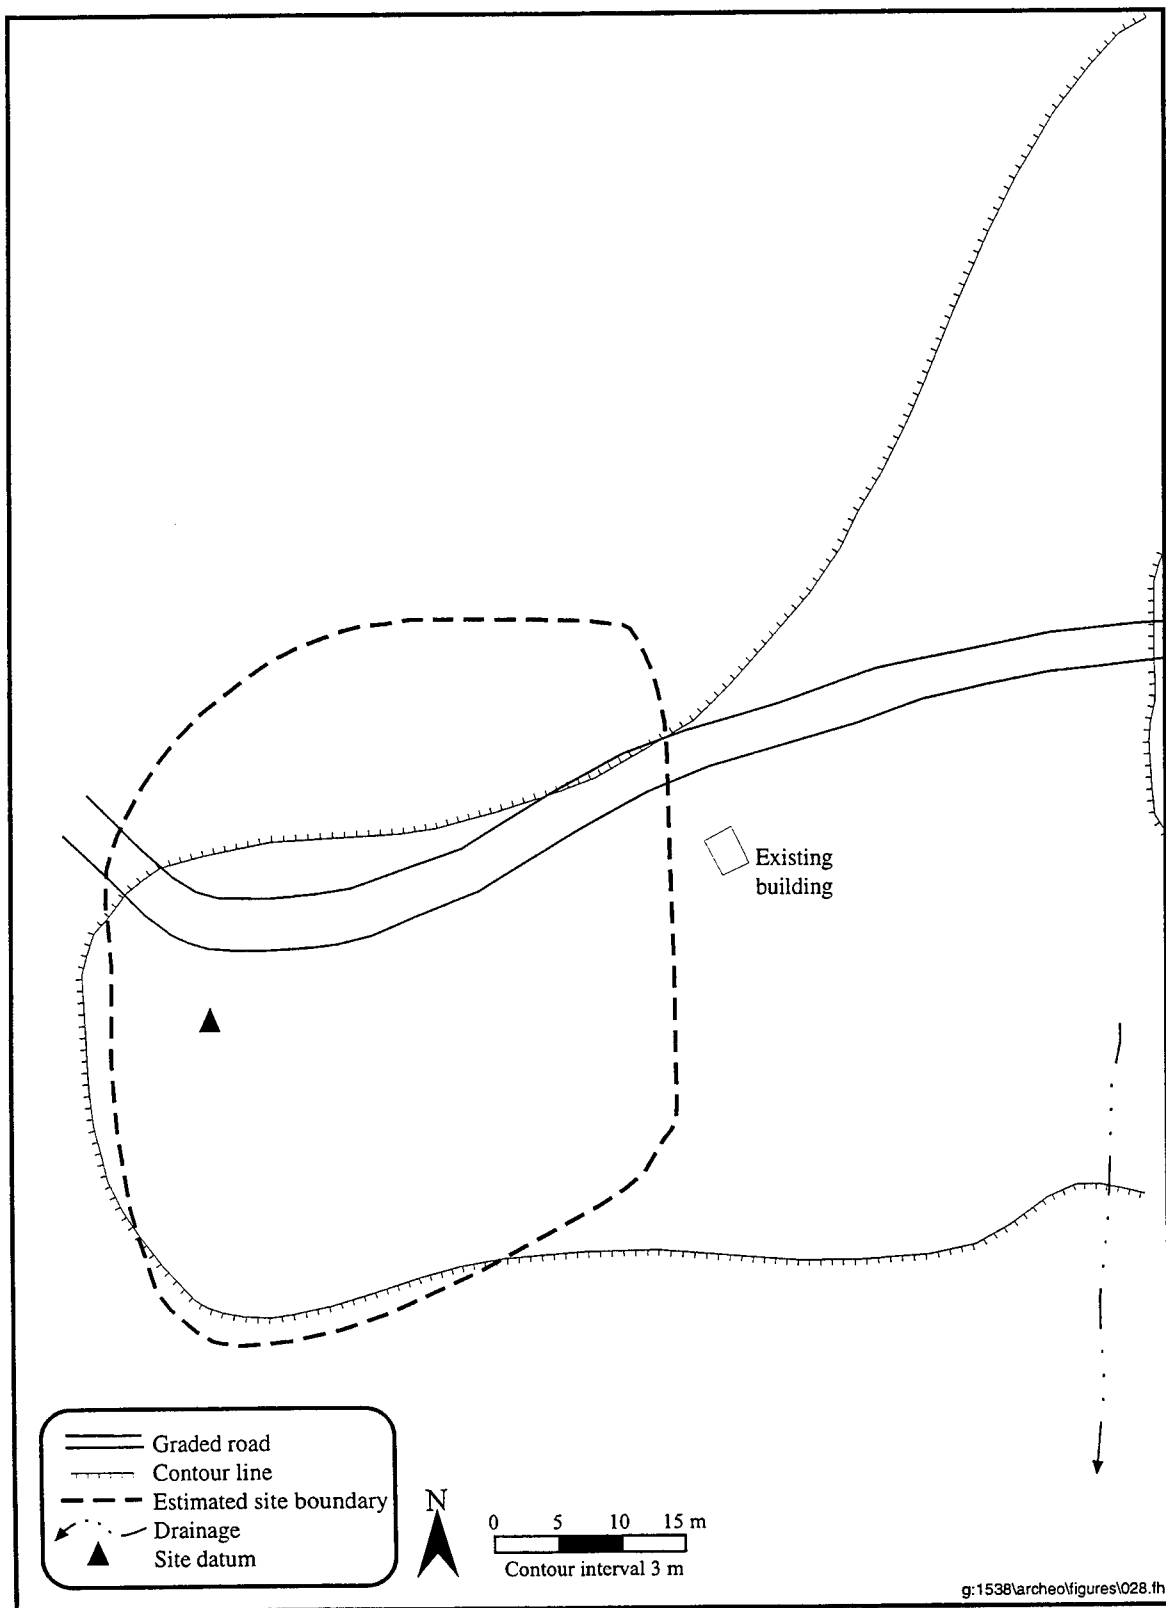 Existing
building
Graded road
Contour line
Estimated site boundary
Drainage
Site datum
N
0 5 10 15 m
Contour interval 3 m
g:1538\archeo\figures\028.fh